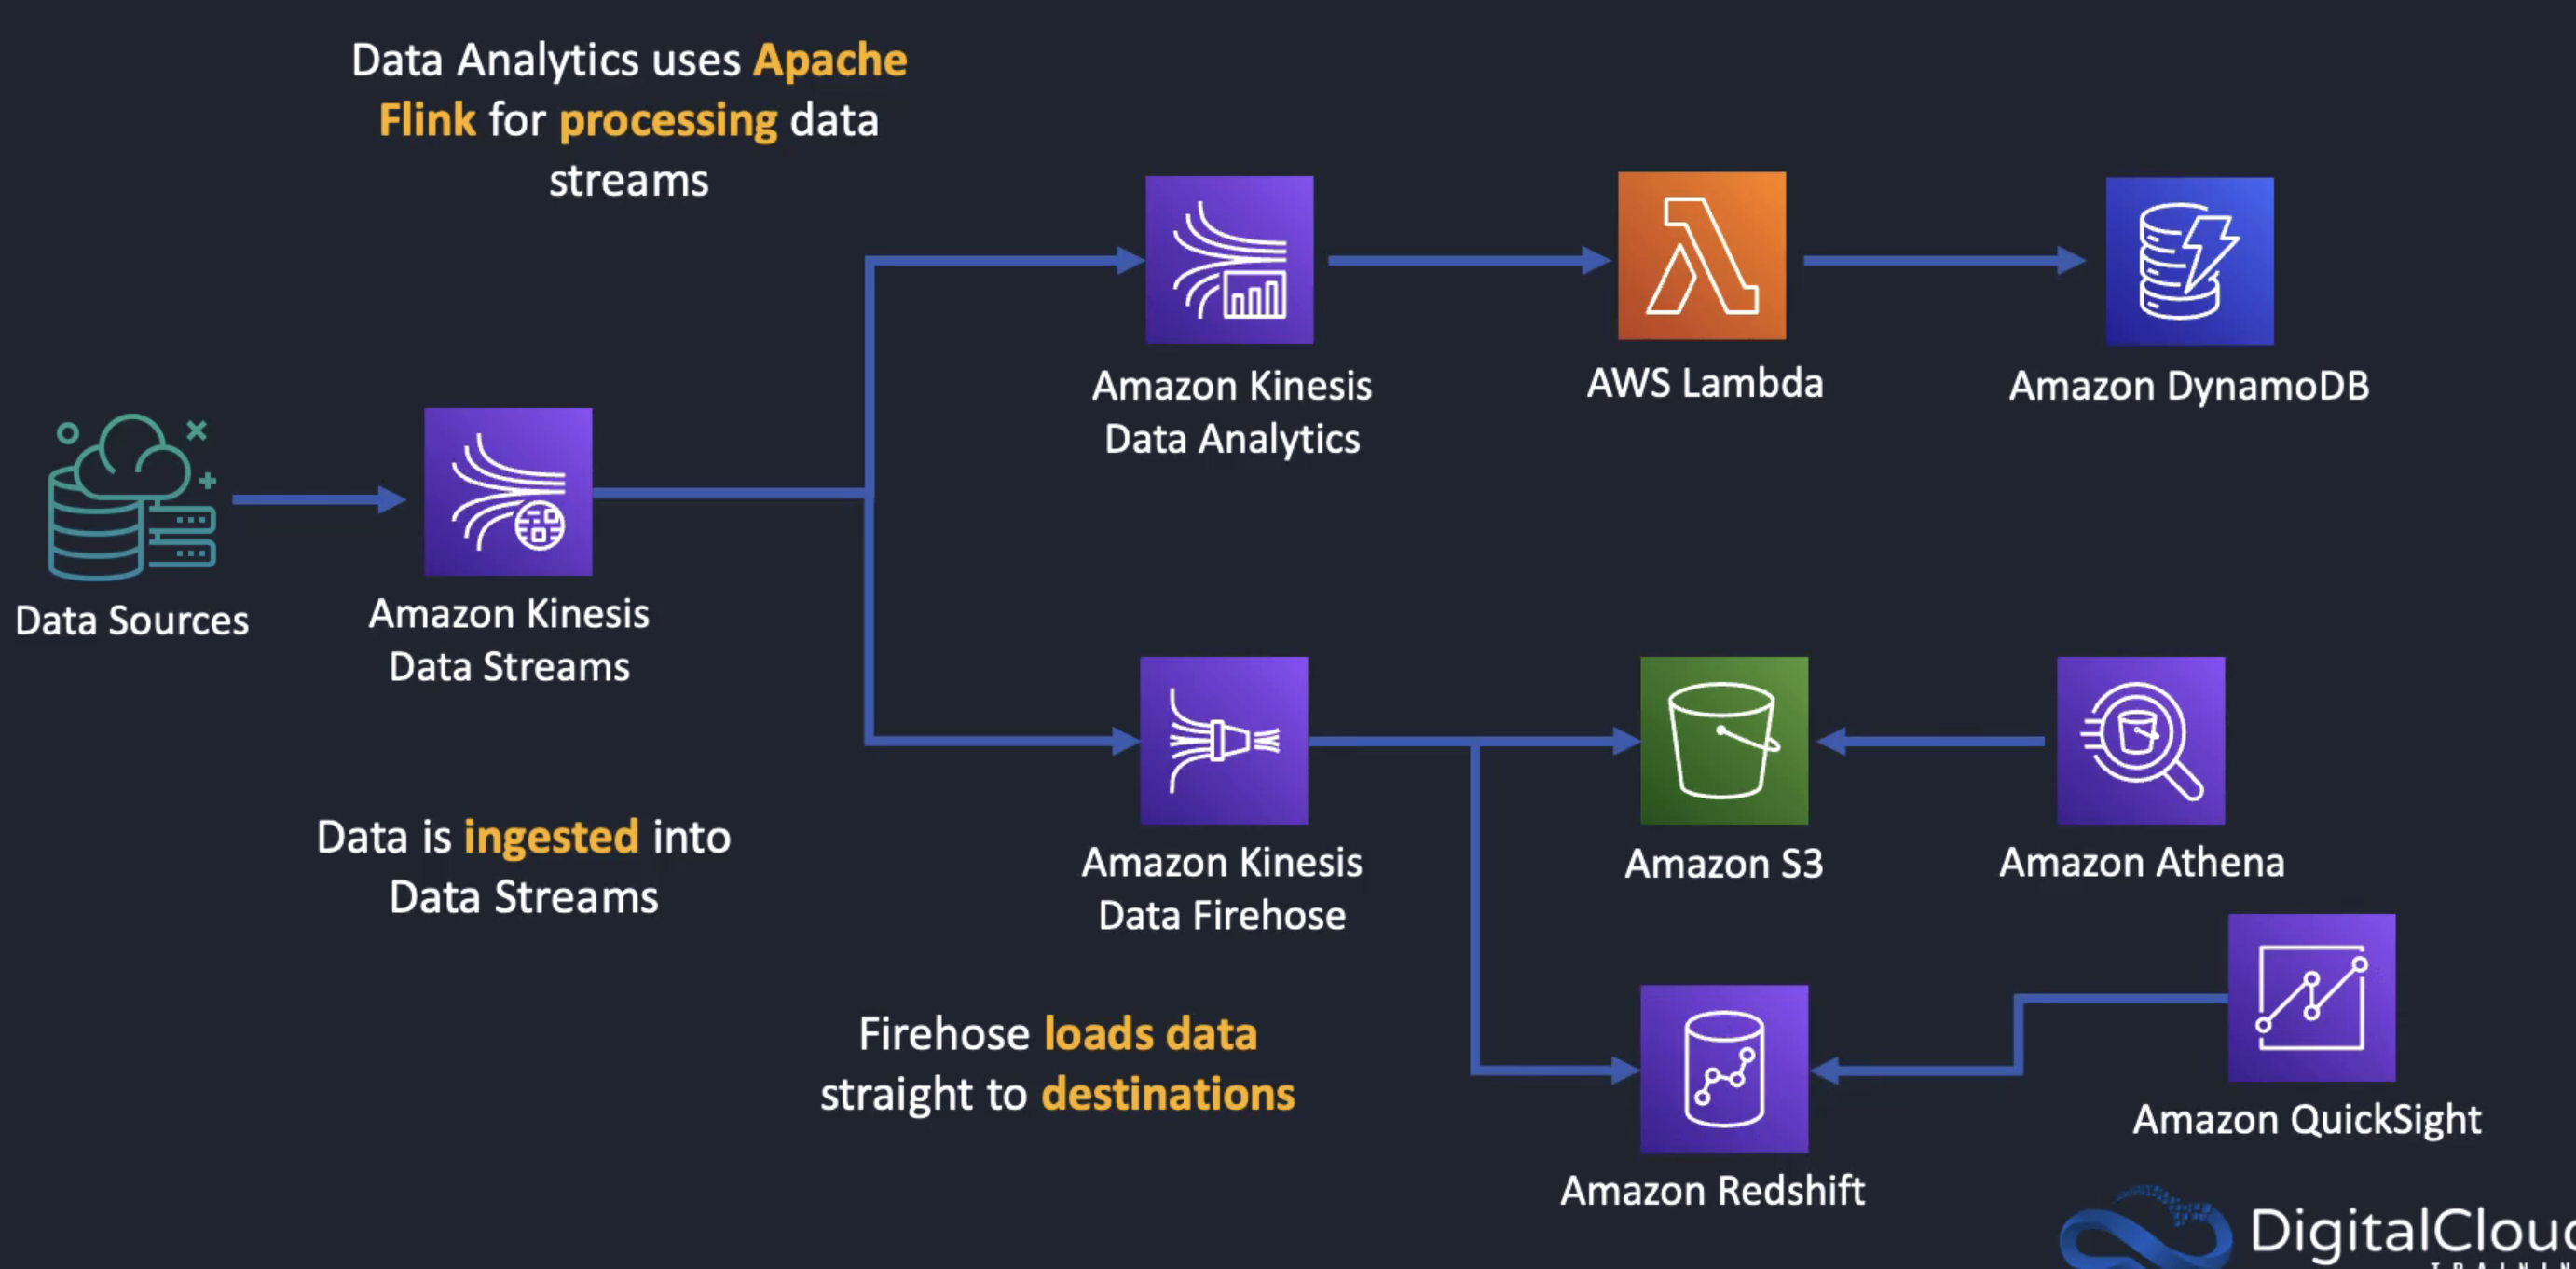 Data Analytics uses Apache
Flink for processing data
streams
Amazon Kinesis
Data Analytics
AWS Lambda
Amazon DynamoDB
Data Sources
Amazon Kinesis
Data Streams
Data is ingested into
Data Streams
Amazon Kinesis
Data Firehose
Amazon S3
Amazon Athena
Firehose loads data
straight to destinations
Amazon Redshift
Amazon QuickSight